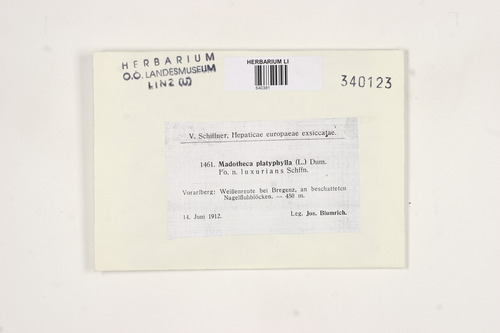 HERBARIUM
O.Ö. LANDESMUSEUM
LINZ (LI)
HERBARIUM LI
340123
V. Schiffner, Hepaticae europaeae exsiccatae.
1461. Madotheca platyphylla (L.) Dum.
Fo. n. luxurians Schffn.
Vorarlberg: Weißenreute bei Bregenz, an beschatteten
Nagelfluhblöcken. — 450 m.
14. Juni 1912.
Leg. Jos. Blumrich.